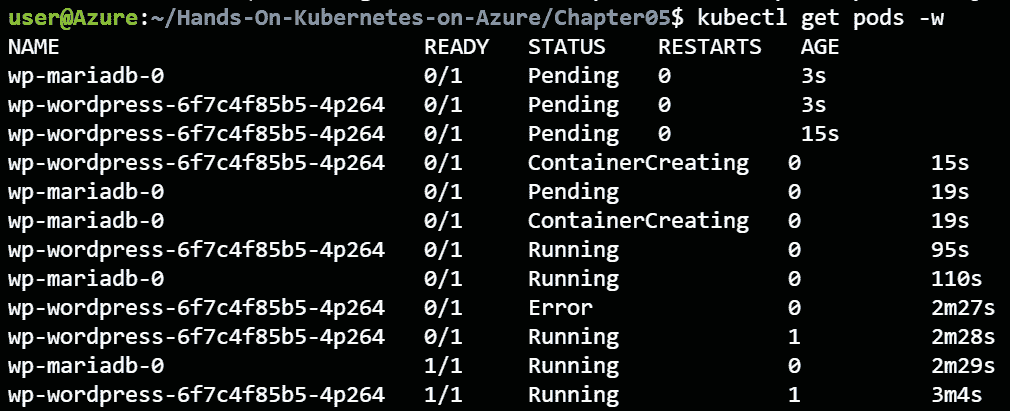 user@Azure:~/Hands-On-Kubernetes-on-Azure/Chapter05$ kubectl get pods -w
NAME READY STATUS RESTARTS AGE
wp-mariadb-0 0/1 Pending 0 3s
wp-wordpress-6f7c4f85b5-4p264 0/1 Pending 0 3s
wp-wordpress-6f7c4f85b5-4p264 0/1 Pending 0 15s
wp-wordpress-6f7c4f85b5-4p264 0/1 ContainerCreating 0 15s
wp-mariadb-0 0/1 Pending 0 19s
wp-mariadb-0 0/1 ContainerCreating 0 19s
wp-wordpress-6f7c4f85b5-4p264 0/1 Running 0 95s
wp-mariadb-0 0/1 Running 0 110s
wp-wordpress-6f7c4f85b5-4p264 0/1 Error 0 2m27s
wp-wordpress-6f7c4f85b5-4p264 0/1 Running 1 2m28s
wp-mariadb-0 1/1 Running 0 2m29s
wp-wordpress-6f7c4f85b5-4p264 1/1 Running 1 3m4s